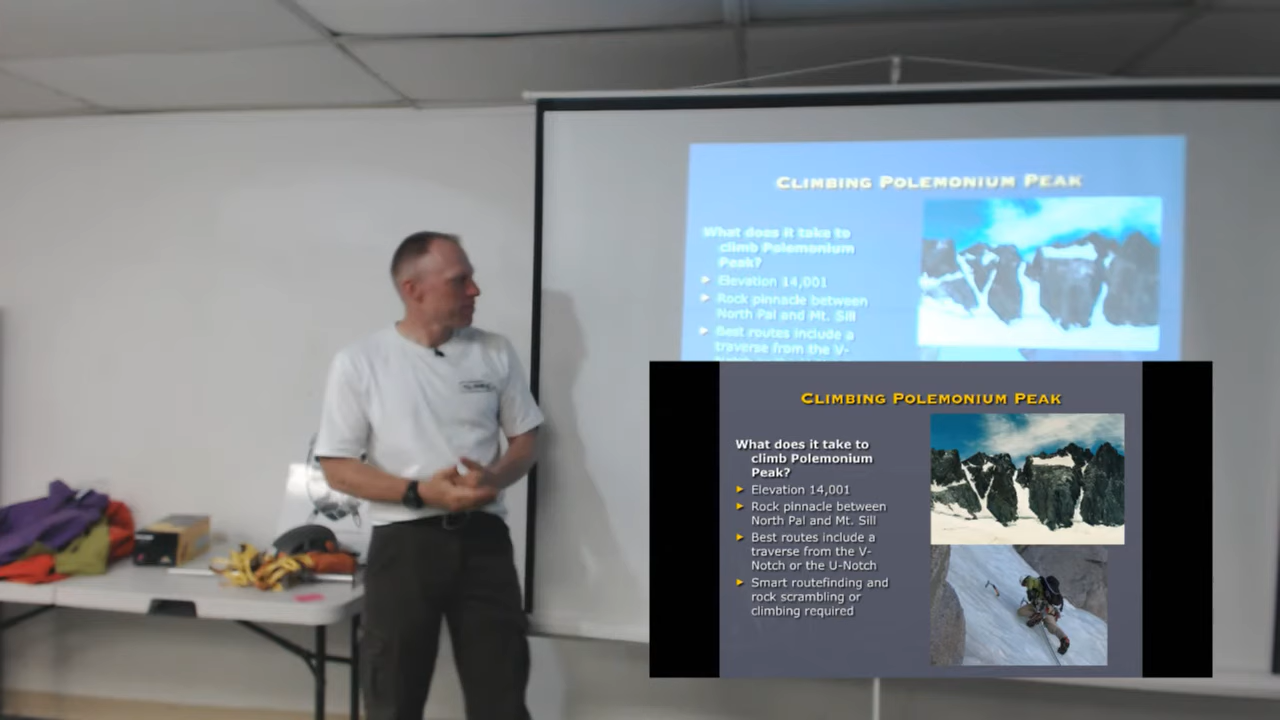 CLIMBING POLEMONIUM PEAK
What does it take to
climb Polemonium
Peak?
► Elevation 14,001
► Rock pinnacle between
North Pal and Mt. Sill
► Best routes include a
traverse from the V-
CLIMBING POLEMONIUM PEAK
What does it take to
climb Polemonium
Peak?
► Elevation 14,001
► Rock pinnacle between
North Pal and Mt. Sill
► Best routes include a
traverse from the V-
Notch or the U-Notch
► Smart routefinding and
rock scrambling or
climbing required